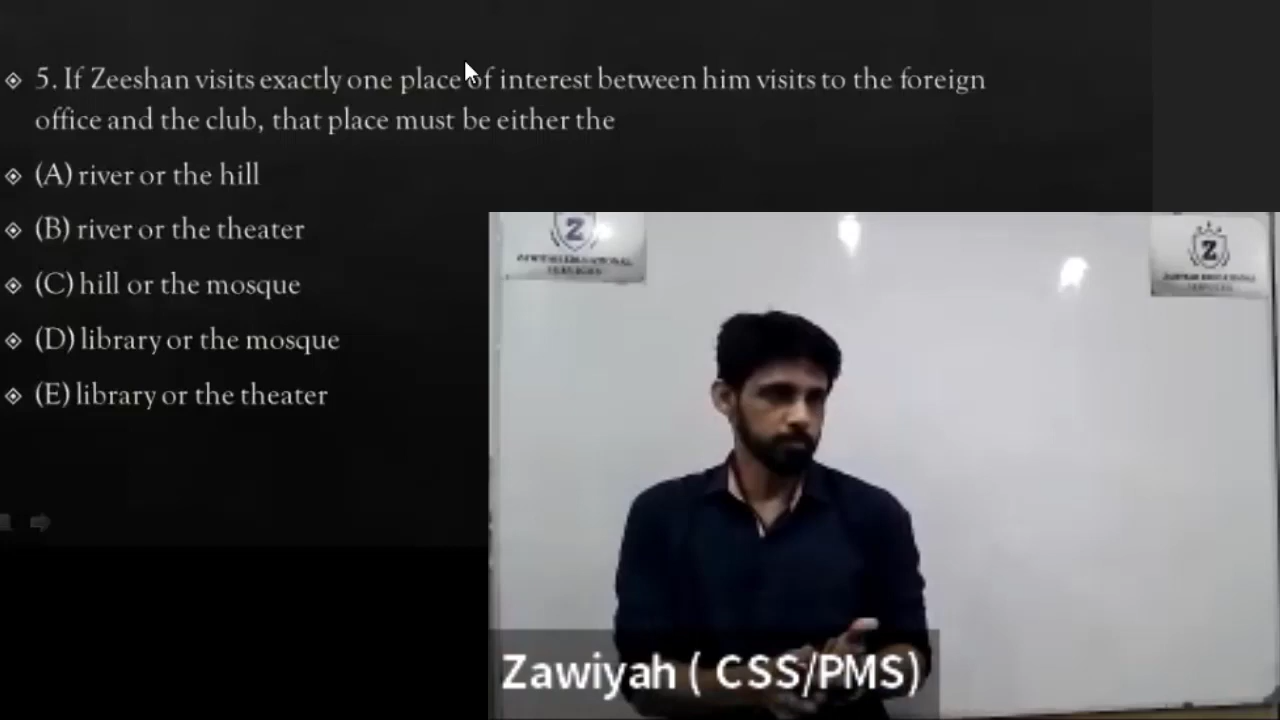 5. If Zeeshan visits exactly one place of interest between him visits to the foreign
office and the club, that place must be either the
(A) river or the hill
(B) river or the theater
(C) hill or the mosque
(D) library or the mosque
(E) library or the theater
Z
Z
Zawiyah ( CSS/PMS)